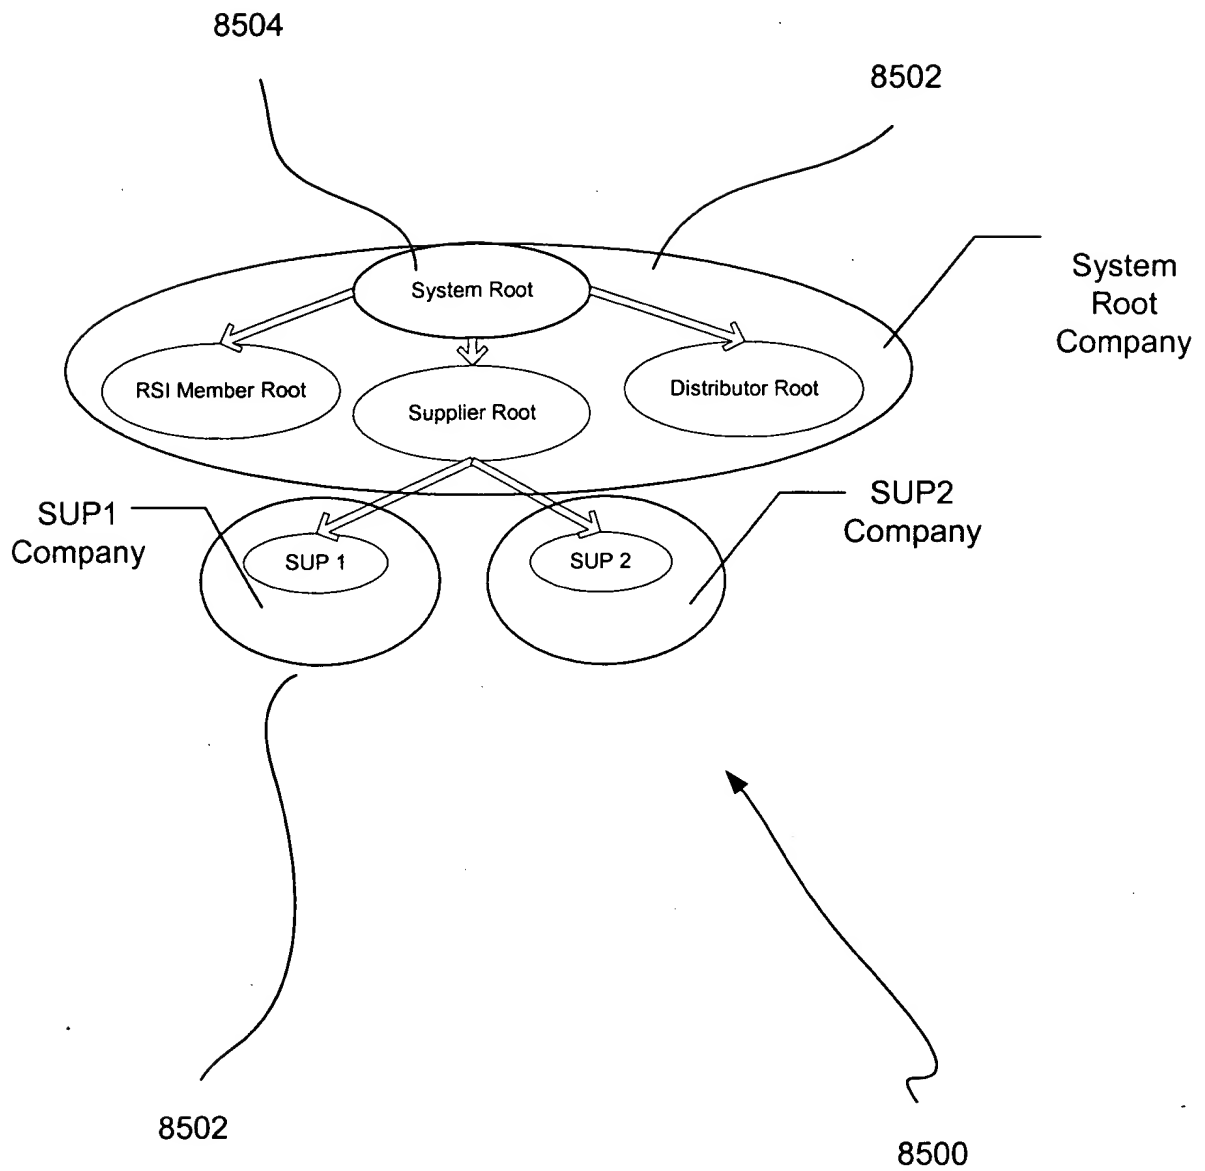 8504
8502
System Root
System
Root
Company
RSI Member Root
Supplier Root
Distributor Root
SUP1
Company
SUP2
Company
SUP 1
SUP 2
8502
8500